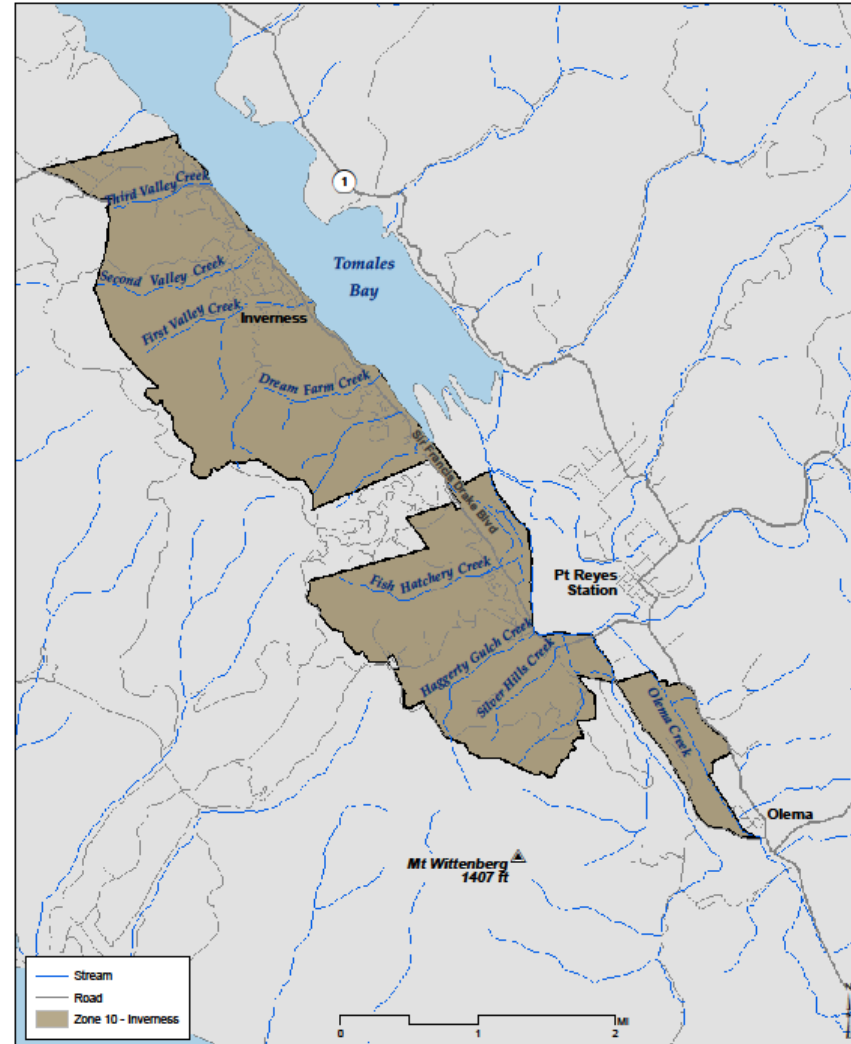 Third Valley Creek
1
Second Valley Creek
Tomales
Bay
First Valley Creek
Inverness
Dream Farm Creek
Sir Francis Drake Blvd
Fish Hatchery Creek
Pt Reyes
Station
Haggerty Gulch Creek
Silver Hills Creek
Olema Creek
Olema
Mt Wittenberg
1407 ft
Stream
Road
Zone 10 - Inverness
MI
0
1
2